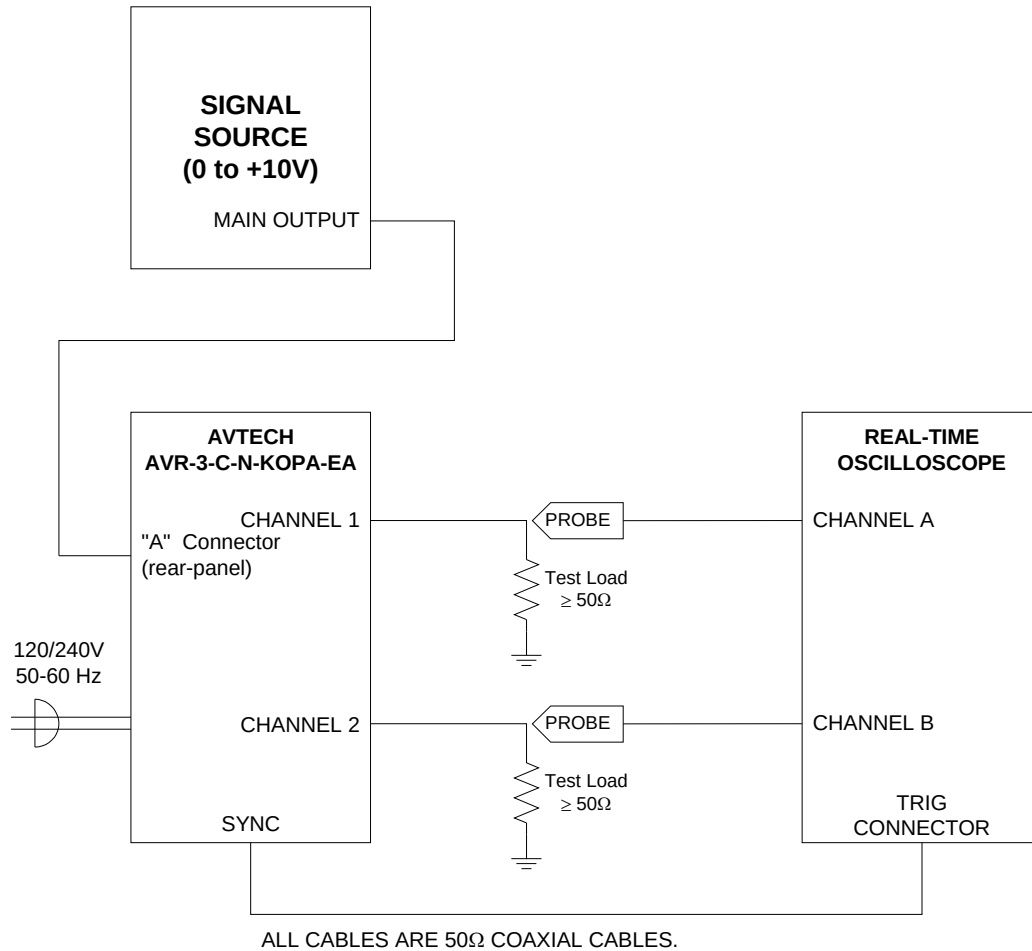 SIGNAL
SOURCE
(0 to +10V)
MAIN OUTPUT
AVTECH
AVR-3-C-N-KOPA-EA
CHANNEL 1
"A" Connector
(rear-panel)
120/240V
50-60 Hz
CHANNEL 2
SYNC
PROBE
Test Load
≥ 50Ω
PROBE
Test Load
≥ 50Ω
REAL-TIME
OSCILLOSCOPE
CHANNEL A
CHANNEL B
TRIG
CONNECTOR
ALL CABLES ARE 50Ω COAXIAL CABLES.